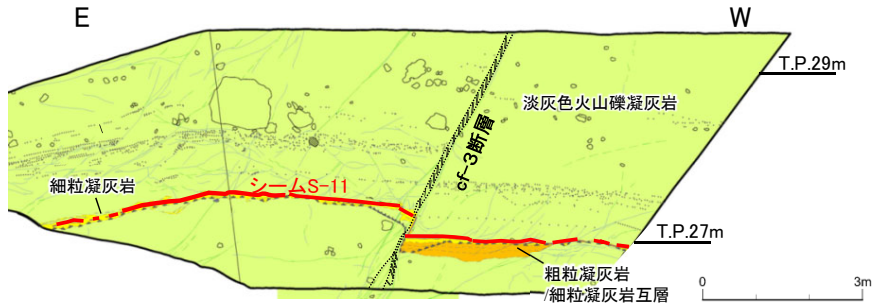 E
W
T.P.29m
淡灰色火山礫凝灰岩
cf-3断層
細粒凝灰岩
シームS-11
T.P.27m
粗粒凝灰岩
/細粒凝灰岩互層
0
3m